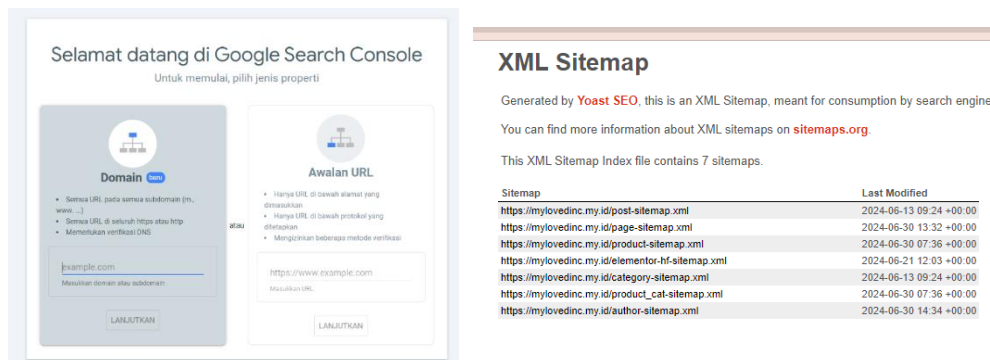 Selamat datang di Google Search Console
Untuk memulai, pilih jenis properti
Domain baru
• Semua URL pada semua subdomain (m.,
www. ...)
• Semua URL di seluruh https atau http
• Memerlukan verifikasi DNS
example.com
Masukkan domain atau subdomain
LANJUTKAN
atau
Awalan URL
• Hanya URL di bawah alamat yang
dimasukkan
• Hanya URL di bawah protokol yang
ditetapkan
• Mengizinkan beberapa metode verifikasi
https://www.example.com
Masukkan URL
LANJUTKAN
XML Sitemap
Generated by Yoast SEO, this is an XML Sitemap, meant for consumption by search engine
You can find more information about XML sitemaps on sitemaps.org.
This XML Sitemap Index file contains 7 sitemaps.
Sitemap Last Modified
https://mylovedinc.my.id/post-sitemap.xml 2024-06-13 09:24 +00:00
https://mylovedinc.my.id/page-sitemap.xml 2024-06-30 13:32 +00:00
https://mylovedinc.my.id/product-sitemap.xml 2024-06-30 07:36 +00:00
https://mylovedinc.my.id/elementor-hf-sitemap.xml 2024-06-21 12:03 +00:00
https://mylovedinc.my.id/category-sitemap.xml 2024-06-13 09:24 +00:00
https://mylovedinc.my.id/product_cat-sitemap.xml 2024-06-30 07:36 +00:00
https://mylovedinc.my.id/author-sitemap.xml 2024-06-30 14:34 +00:00